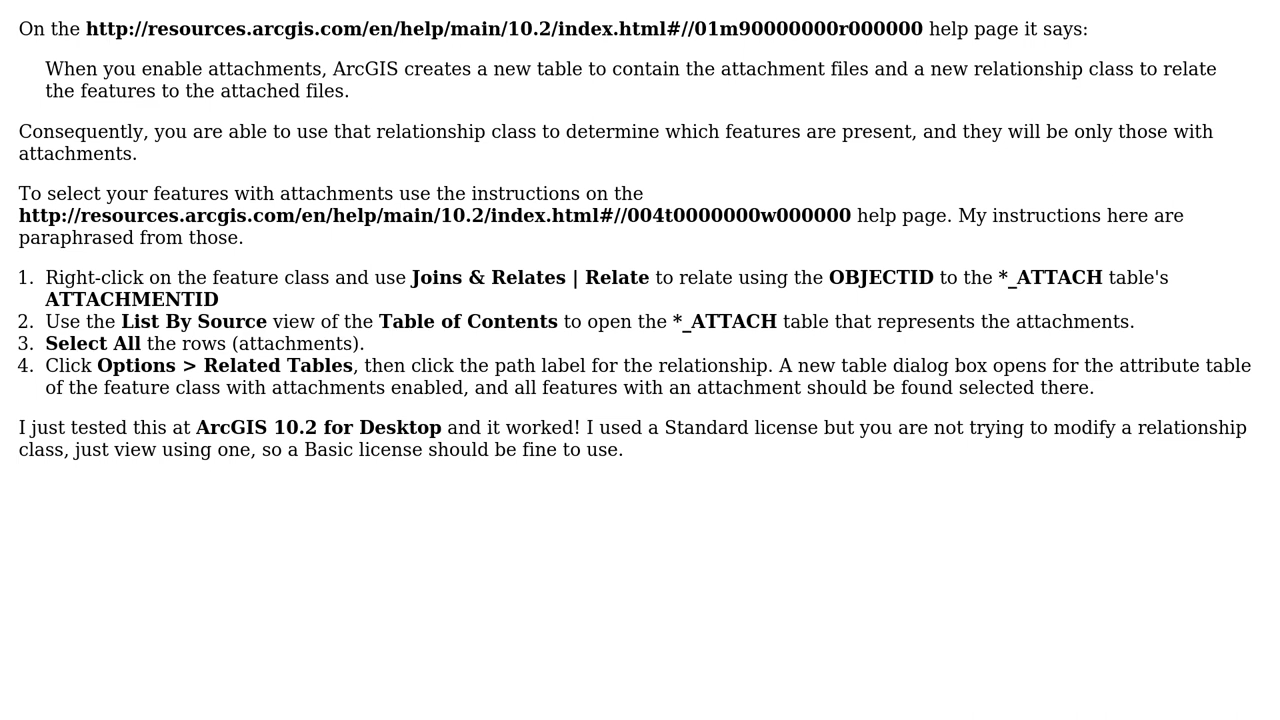 On the http://resources.arcgis.com/en/help/main/10.2/index.html#//01m90000000r000000 help page it says:
When you enable attachments, ArcGIS creates a new table to contain the attachment files and a new relationship class to relate
the features to the attached files.
Consequently, you are able to use that relationship class to determine which features are present, and they will be only those with
attachments.
To select your features with attachments use the instructions on the
http://resources.arcgis.com/en/help/main/10.2/index.html#//004t0000000w000000 help page. My instructions here are
paraphrased from those.
1. Right-click on the feature class and use Joins & Relates | Relate to relate using the OBJECTID to the *_ATTACH table's
ATTACHMENTID
2. Use the List By Source view of the Table of Contents to open the *_ATTACH table that represents the attachments.
3. Select All the rows (attachments).
4. Click Options > Related Tables, then click the path label for the relationship. A new table dialog box opens for the attribute table
of the feature class with attachments enabled, and all features with an attachment should be found selected there.
I just tested this at ArcGIS 10.2 for Desktop and it worked! I used a Standard license but you are not trying to modify a relationship
class, just view using one, so a Basic license should be fine to use.